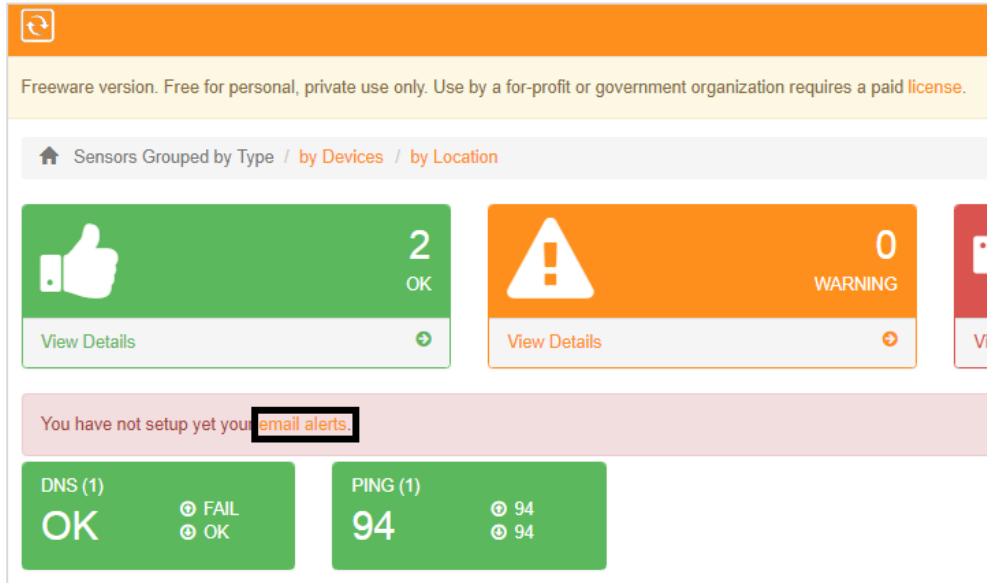 Freeware version. Free for personal, private use only. Use by a for-profit or government organization requires a paid license.
Sensors Grouped by Type / by Devices / by Location
2
OK
0
WARNING
View Details
View Details
You have not setup yet your email alerts.
DNS (1)
OK
FAIL
OK
PING (1)
94
94
94